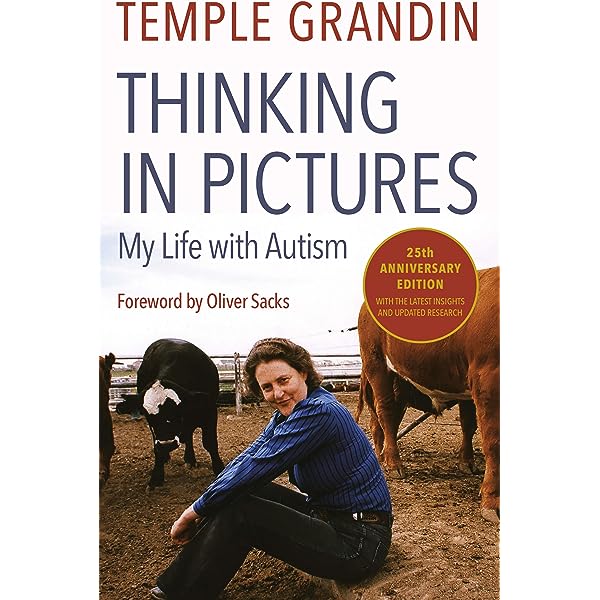 TEMPLE GRANDIN
THINKING
IN PICTURES
My Life with Autism
25th
ANNIVERSARY
EDITION
WITH THE LATEST INSIGHTS
AND UPDATED RESEARCH
Foreword by Oliver Sacks